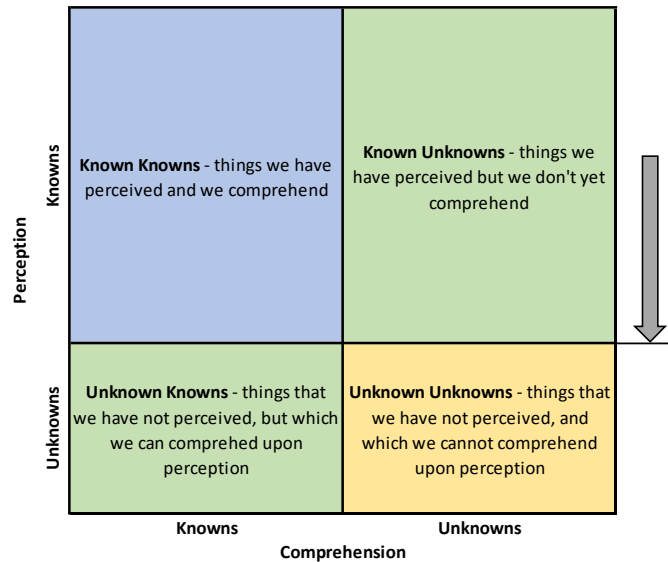 Perception
Knowns
Known Knowns - things we have
perceived and we comprehend
Known Unknowns - things we
have perceived but we don't yet
comprehend
Unknowns
Unknown Knowns - things that
we have not perceived, but which
we can comprehed upon
perception
Unknown Unknowns - things that
we have not perceived, and
which we cannot comprehend
upon perception
Knowns
Unknowns
Comprehension